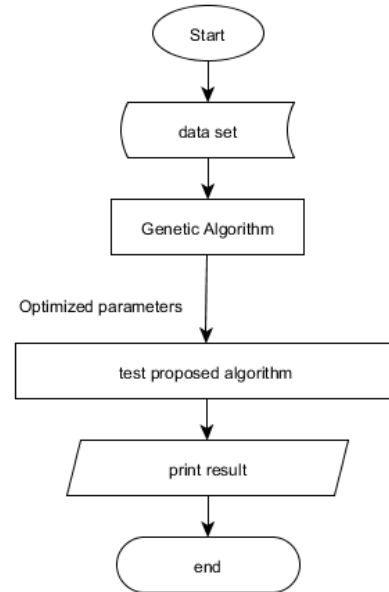 Start
data set
Genetic Algorithm
Optimized parameters
test proposed algorithm
print result
end